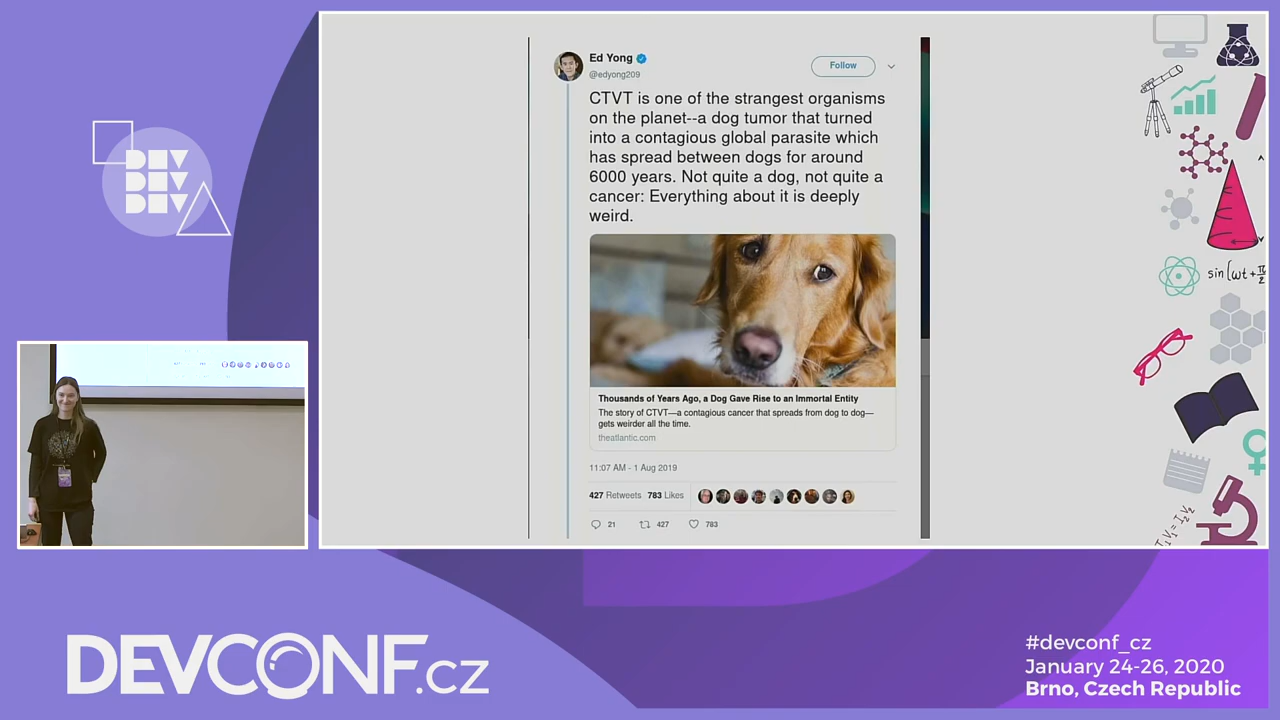 DEV
DEV
DEV
Ed Yong
@edyong209
Follow
CTVT is one of the strangest organisms
on the planet--a dog tumor that turned
into a contagious global parasite which
has spread between dogs for around
6000 years. Not quite a dog, not quite a
cancer: Everything about it is deeply
weird.
Thousands of Years Ago, a Dog Gave Rise to an Immortal Entity
The story of CTVT—a contagious cancer that spreads from dog to dog—
gets weirder all the time.
theatlantic.com
11:07 AM - 1 Aug 2019
427 Retweets 783 Likes
21 427 783
T₁V₁=T₂V₂
DEVCONF.cz
#devconf_cz
January 24-26, 2020
Brno, Czech Republic